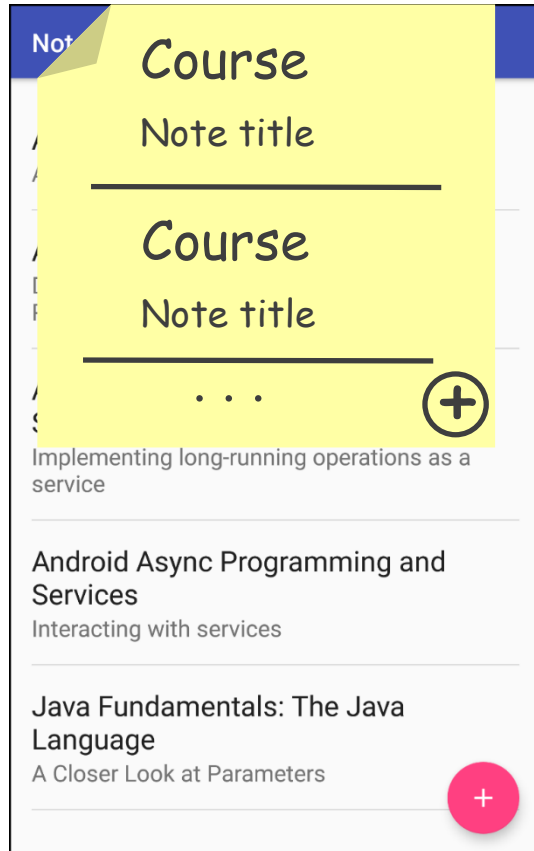 Not
Course
Note title
Course
Note title
. . .
Implementing long-running operations as a
service
Android Async Programming and
Services
Interacting with services
Java Fundamentals: The Java
Language
A Closer Look at Parameters